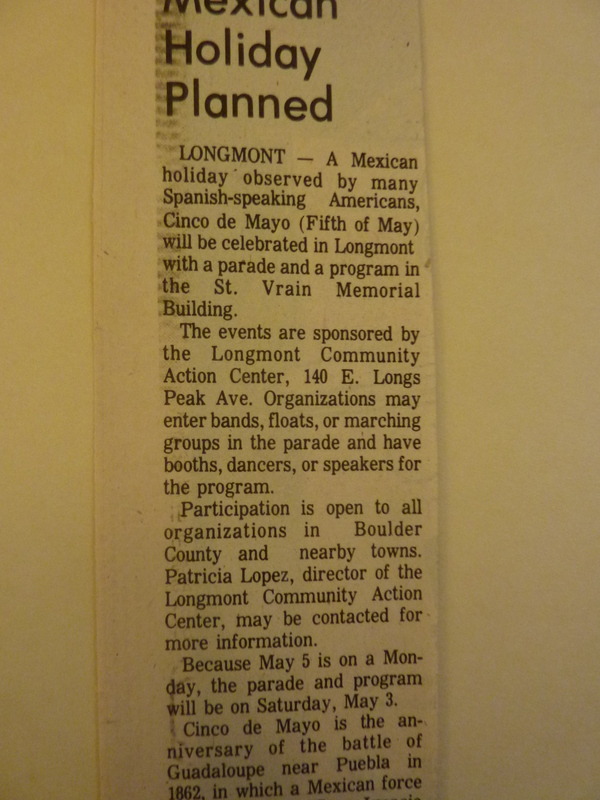 Mexican
Holiday
Planned
LONGMONT — A Mexican
holiday observed by many
Spanish-speaking Americans,
Cinco de Mayo (Fifth of May)
will be celebrated in Longmont
with a parade and a program in
the St. Vrain Memorial
Building.
The events are sponsored by
the Longmont Community
Action Center, 140 E. Longs
Peak Ave. Organizations may
enter bands, floats, or marching
groups in the parade and have
booths, dancers, or speakers for
the program.
Participation is open to all
organizations in Boulder
County and nearby towns.
Patricia Lopez, director of the
Longmont Community Action
Center, may be contacted for
more information.
Because May 5 is on a Mon-
day, the parade and program
will be on Saturday, May 3.
Cinco de Mayo is the an-
niversary of the battle of
Guadaloupe near Puebla in
1862, in which a Mexican force